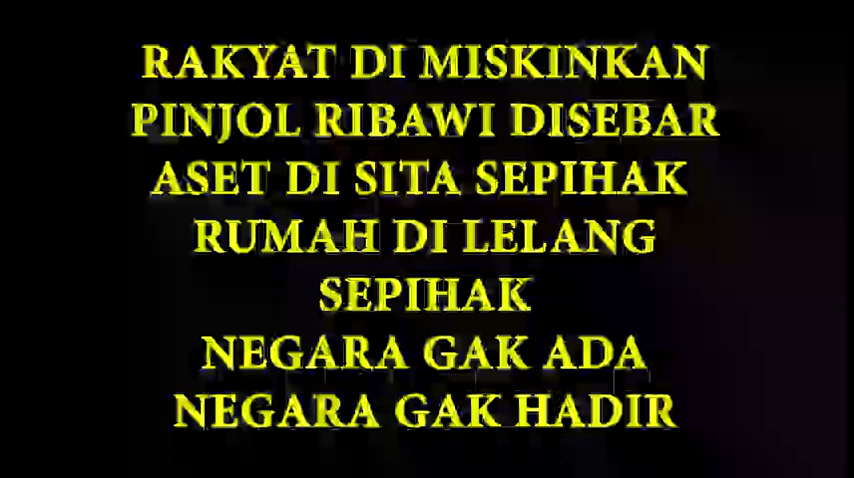 RAKYAT DI MISKINKAN
PINJOL RIBAWI DISEBAR
ASET DI SITA SEPIHAK
RUMAH DI LELANG
SEPIHAK
NEGARA GAK ADA
NEGARA GAK HADIR